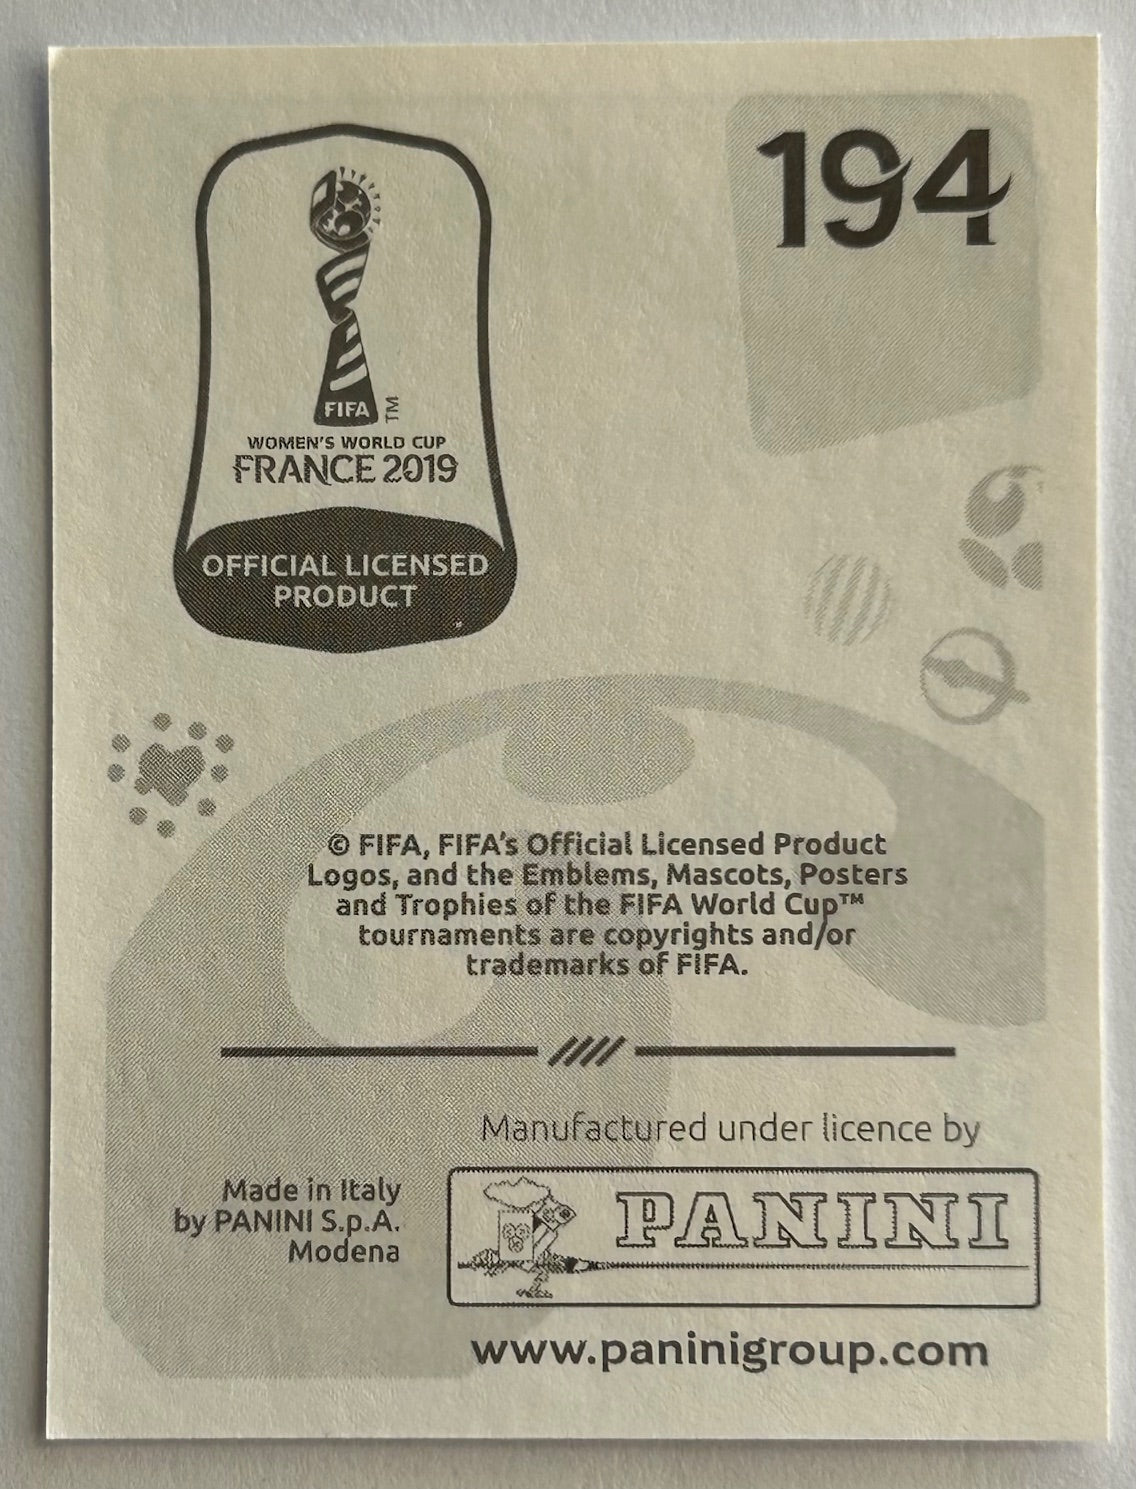 194
FIFA
TM
WOMEN'S WORLD CUP
FRANCE 2019
OFFICIAL LICENSED
PRODUCT
© FIFA, FIFA's Official Licensed Product
Logos, and the Emblems, Mascots, Posters
and Trophies of the FIFA World Cup™
tournaments are copyrights and/or
trademarks of FIFA.
Manufactured under licence by
Made in Italy
by PANINI S.p.A.
Modena
PANINI
www.paninigroup.com